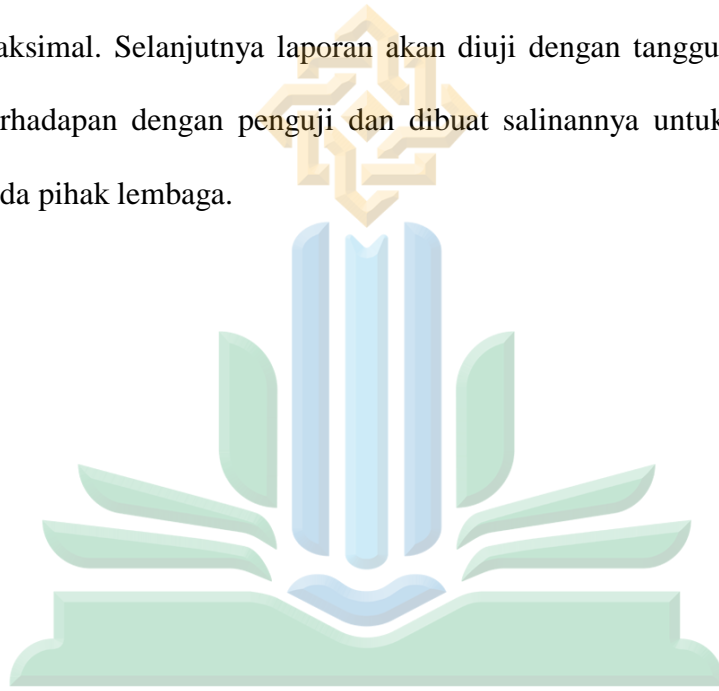 aksimal. Selanjutnya laporan akan diuji dengan tanggu
rhadapan dengan penguji dan dibuat salinannya untuk
da pihak lembaga.